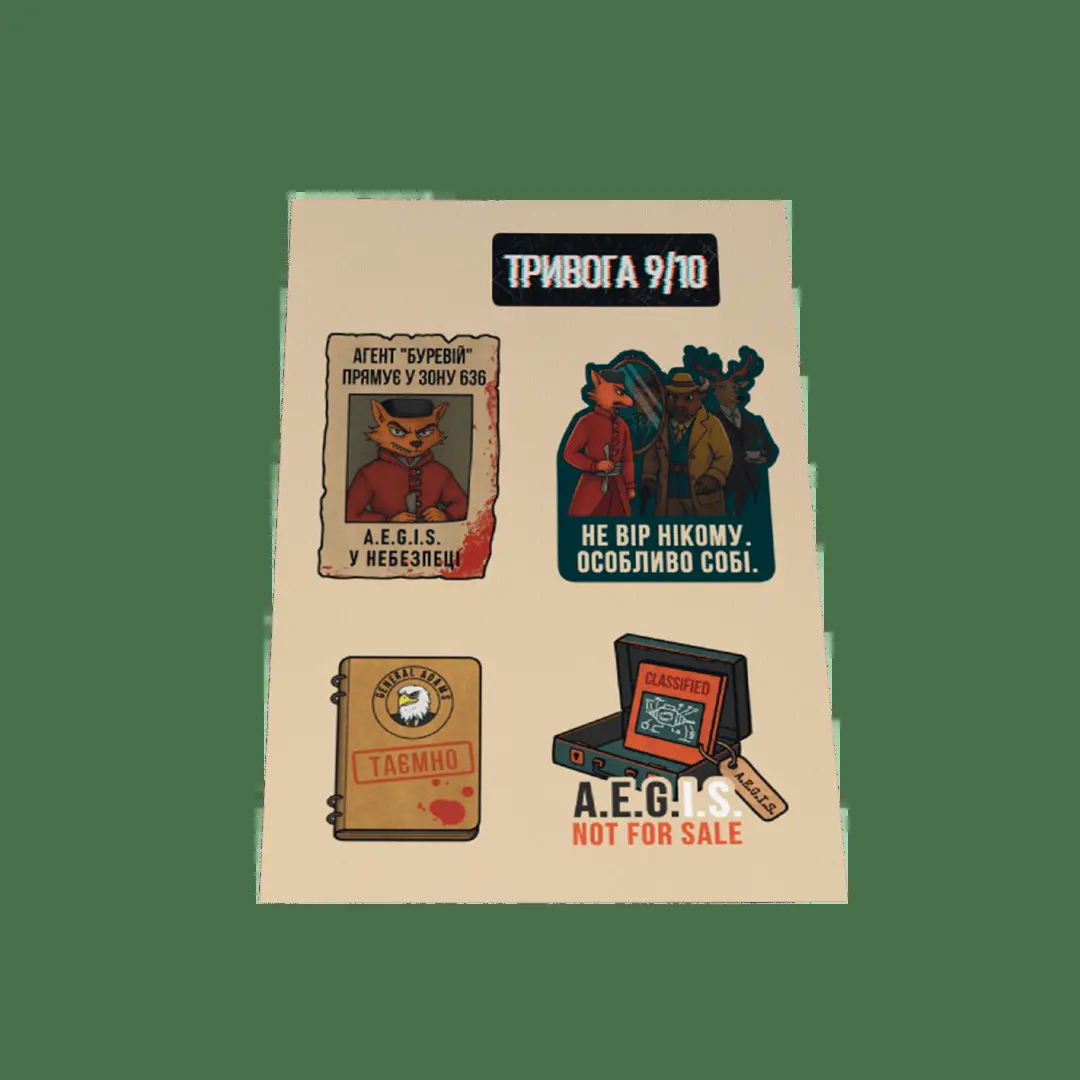 ТРИВОГА 9/10
АГЕНТ "БУРЕВІЙ"
ПРЯМУЄ У ЗОНУ 636
A.E.G.I.S.
У НЕБЕЗПЕЦІ
НЕ ВІР НІКОМУ.
ОСОБЛИВО СОБІ.
GENERAL ADAMS
ТАЄМНО
CLASSIFIED
A.E.G.I.S.
A.E.G.I.S.
NOT FOR SALE